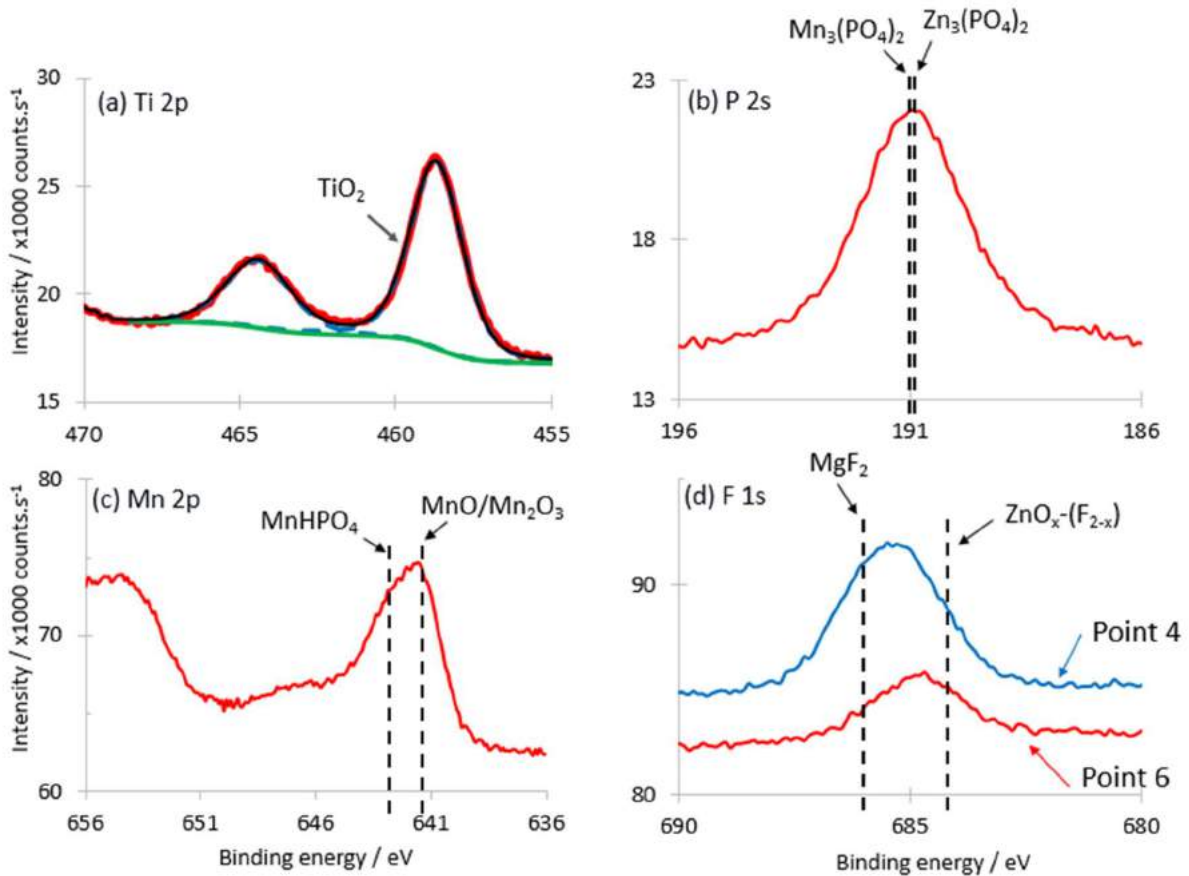 (a) Ti 2p
TiO₂
30
25
20
15
470
465
460
455
Intensity / x1000 counts.s⁻¹
Mn₃(PO₄)₂
Zn₃(PO₄)₂
(b) P 2s
23
18
13
196
191
186
(c) Mn 2p
MnHPO₄
MnO/Mn₂O₃
80
70
60
656
651
646
641
636
Intensity / x1000 counts.s⁻¹
Binding energy / eV
MgF₂
(d) F 1s
ZnOₓ-(F₂₋ₓ)
Point 4
Point 6
90
80
690
685
680
Binding energy / eV